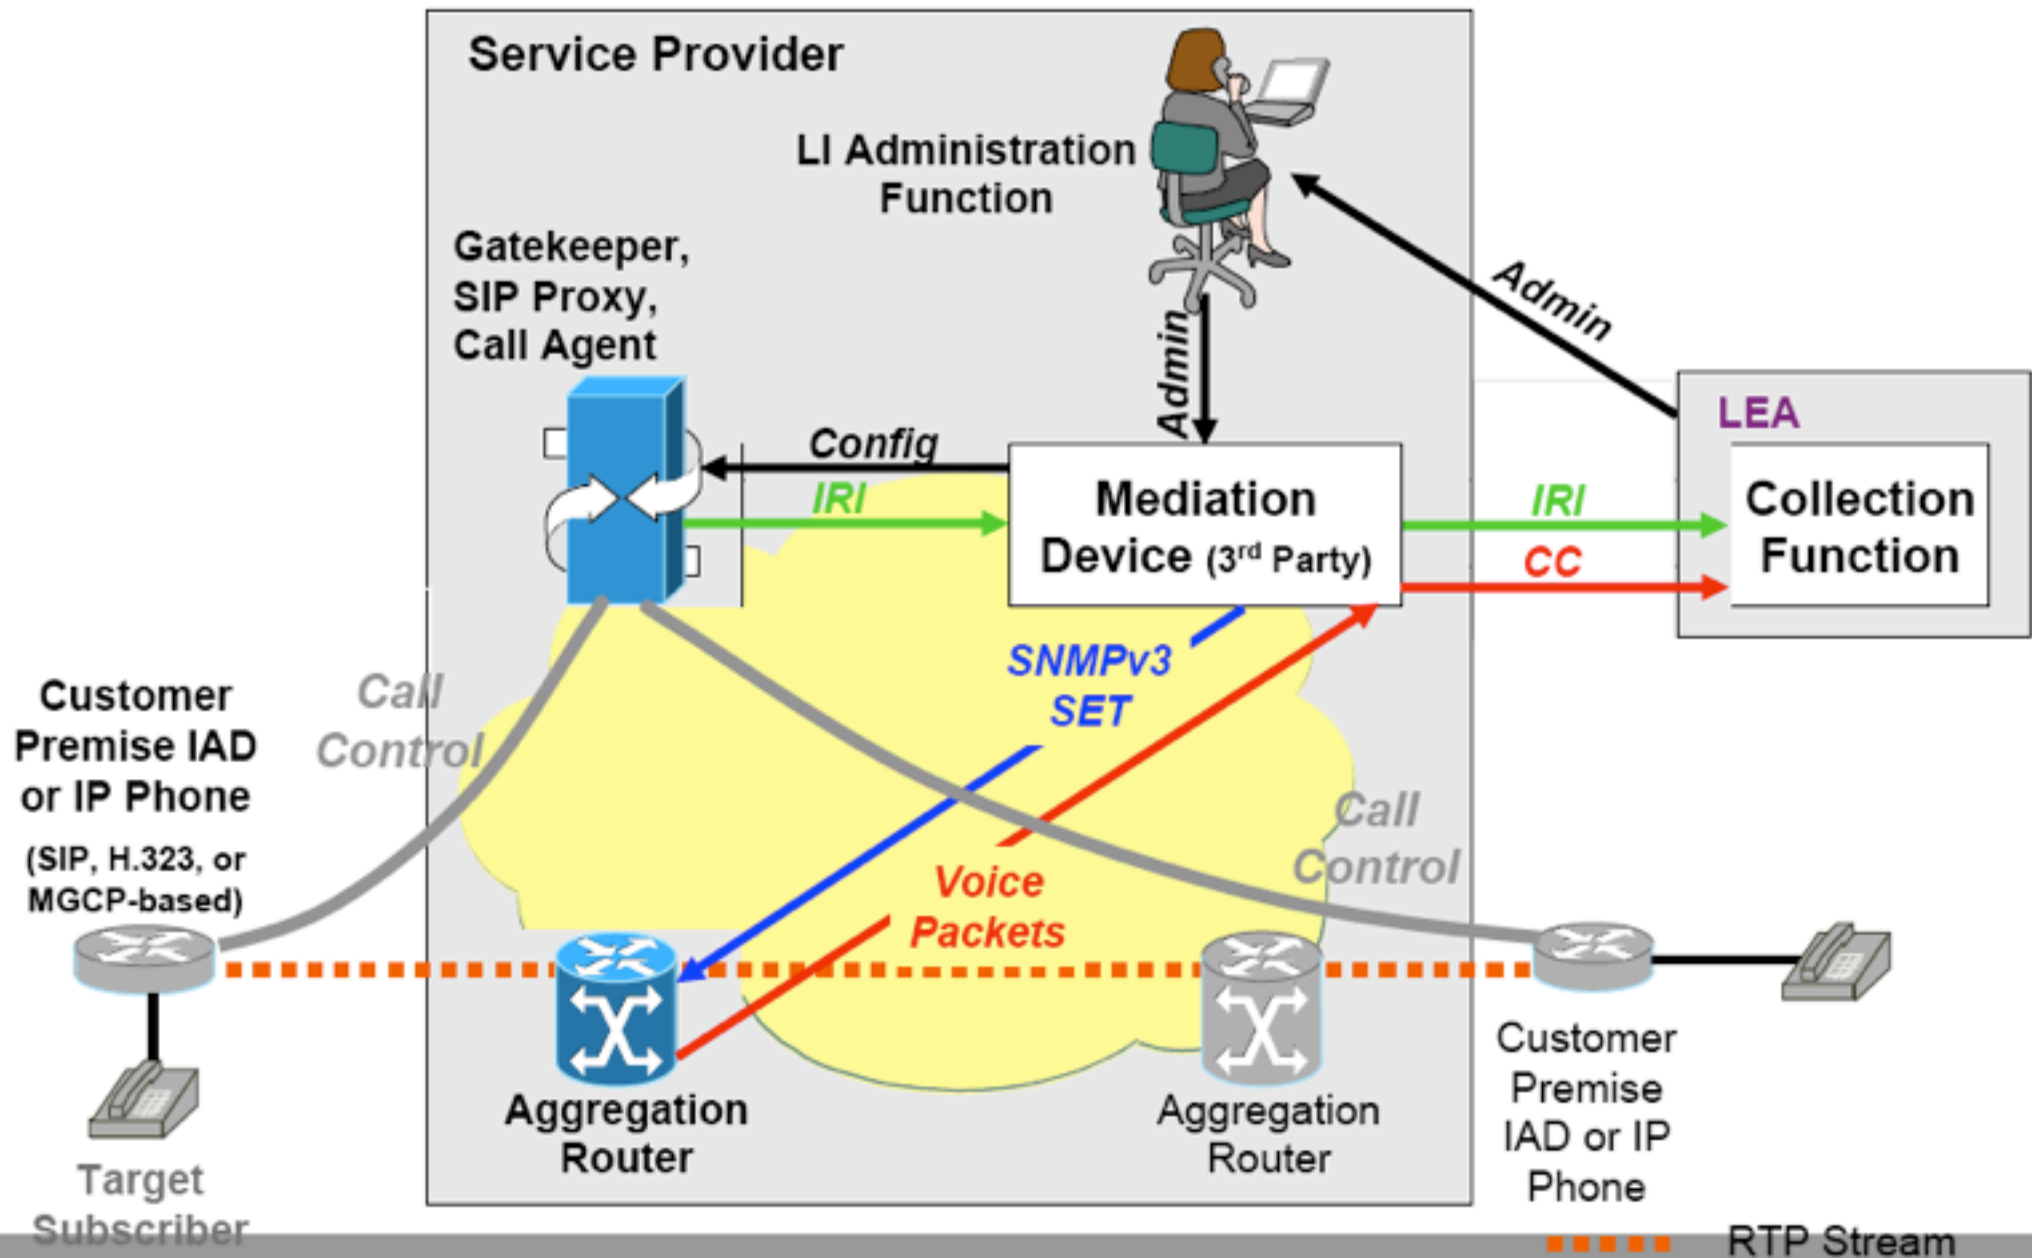 Service Provider
LI Administration
Function
Gatekeeper,
SIP Proxy,
Call Agent
Admin
Admin
LEA
Config
IRI
Mediation
Device (3rd Party)
IRI
CC
Collection
Function
SNMPv3
SET
Call
Control
Customer
Premise IAD
or IP Phone
(SIP, H.323, or
MGCP-based)
Call
Control
Voice
Packets
Aggregation
Router
Aggregation
Router
Customer
Premise
IAD or IP
Phone
Target
Subscriber
RTP Stream